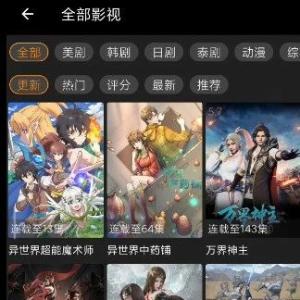 全部影视
全部 美剧 韩剧 日剧 泰剧 动漫 综
更新 热门 评分 最新 推荐
万界神主
连载至13集 连载至64集 连载至143集
异世界超能魔术师 异世界中药铺 万界神主